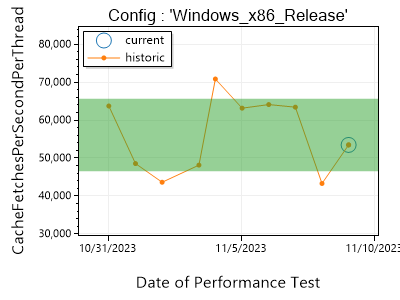 Config : 'Windows_x86_Release'
current
historic
CacheFetchesPerSecondPerThread
80,000
70,000
60,000
50,000
40,000
30,000
10/31/2023
11/5/2023
11/10/2023
Date of Performance Test